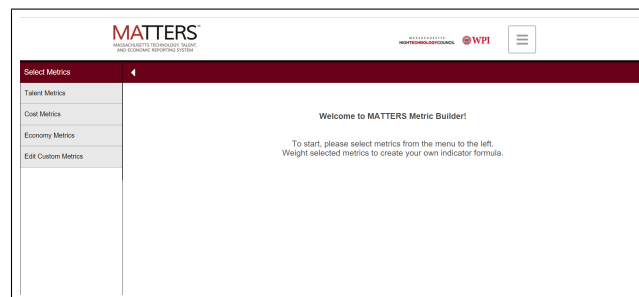 MATTERS™
MASSACHUSETTS TECHNOLOGY, TALENT,
AND ECONOMIC REPORTING SYSTEM
MASSACHUSETTS
HIGHTECHNOLOGYCOUNCIL
WPI
Select Metrics
Talent Metrics
Cost Metrics
Economy Metrics
Edit Custom Metrics
Welcome to MATTERS Metric Builder!
To start, please select metrics from the menu to the left.
Weight selected metrics to create your own indicator formula.